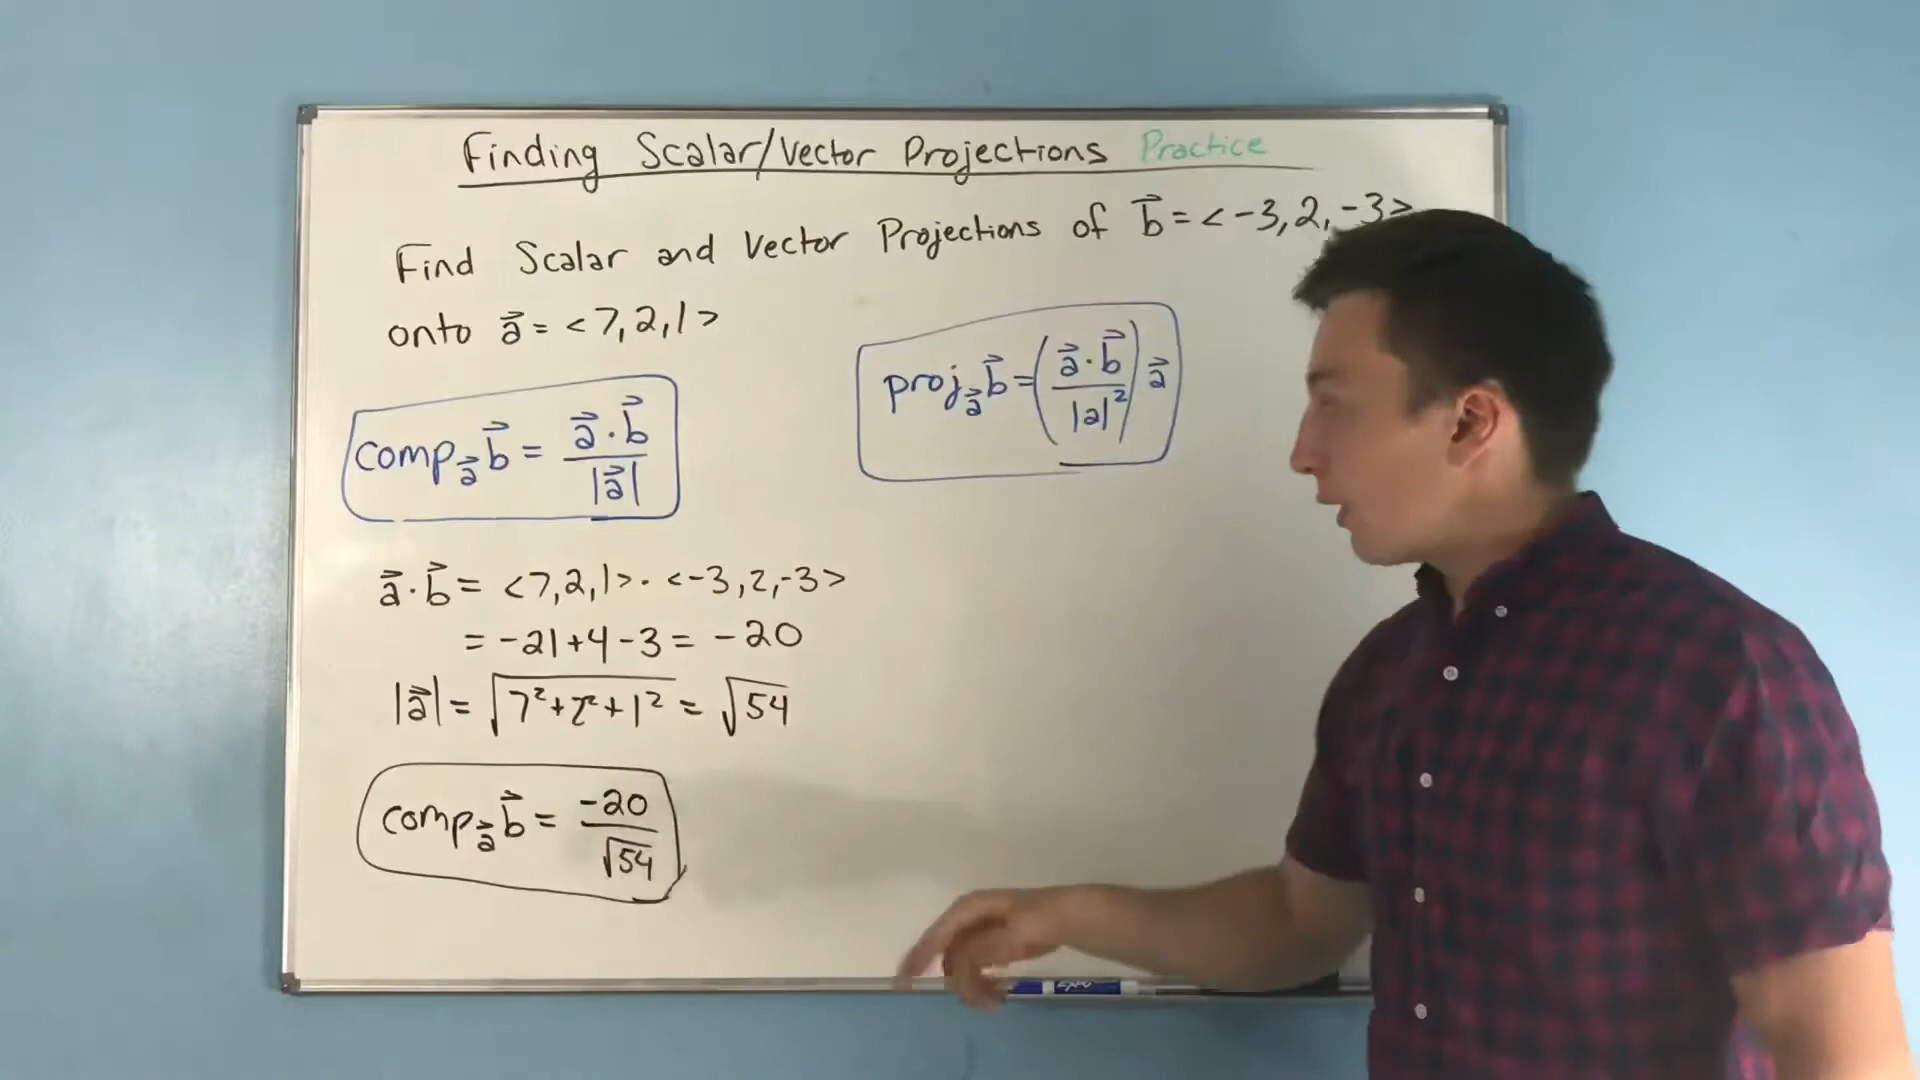 Finding Scalar/Vector Projections Practice
Find Scalar and Vector Projections of b⃗ = <-3, 2, -3>
onto a⃗ = <7, 2, 1>
comp_a⃗ b⃗ = a⃗ · b⃗ / |a⃗|
proj_a⃗ b⃗ = (a⃗ · b⃗ / |a|²) a⃗
a⃗ · b⃗ = <7, 2, 1> · <-3, 2, -3>
= -21 + 4 - 3 = -20
|a⃗| = √(7² + 2² + 1²) = √54
comp_a⃗ b⃗ = -20 / √54
EXPO